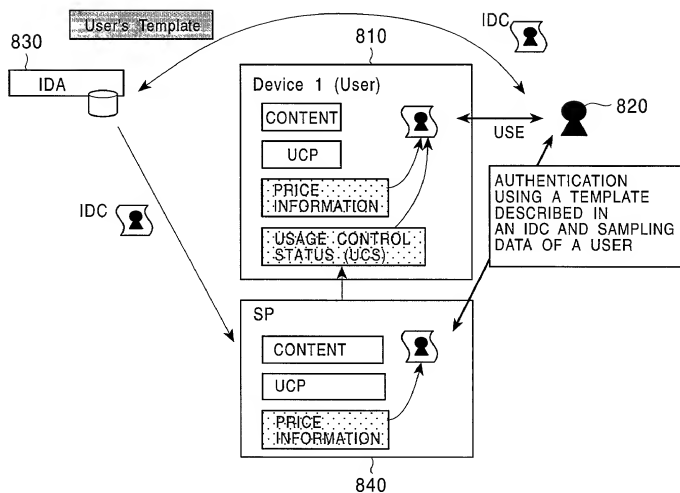 User's Template
IDC
830
810
IDA
Device 1 (User)
820
CONTENT
USE
UCP
PRICE
INFORMATION
AUTHENTICATION
USING A TEMPLATE
DESCRIBED IN
AN IDC AND SAMPLING
DATA OF A USER
IDC
USAGE CONTROL
STATUS (UCS)
SP
CONTENT
UCP
PRICE
INFORMATION
840